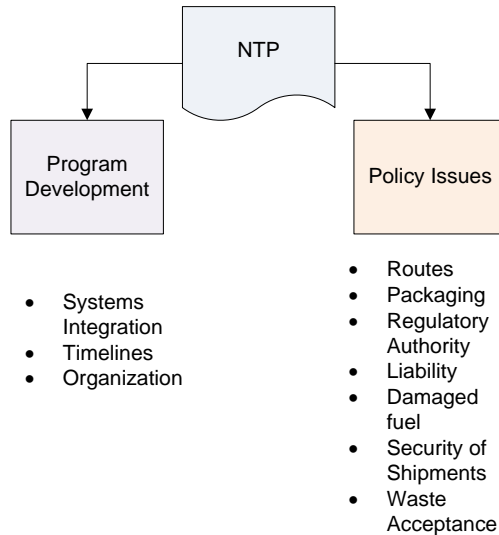 NTP
Program
Development
• Systems
Integration
• Timelines
• Organization
Policy Issues
• Routes
• Packaging
• Regulatory
Authority
• Liability
• Damaged
fuel
• Security of
Shipments
• Waste
Acceptance